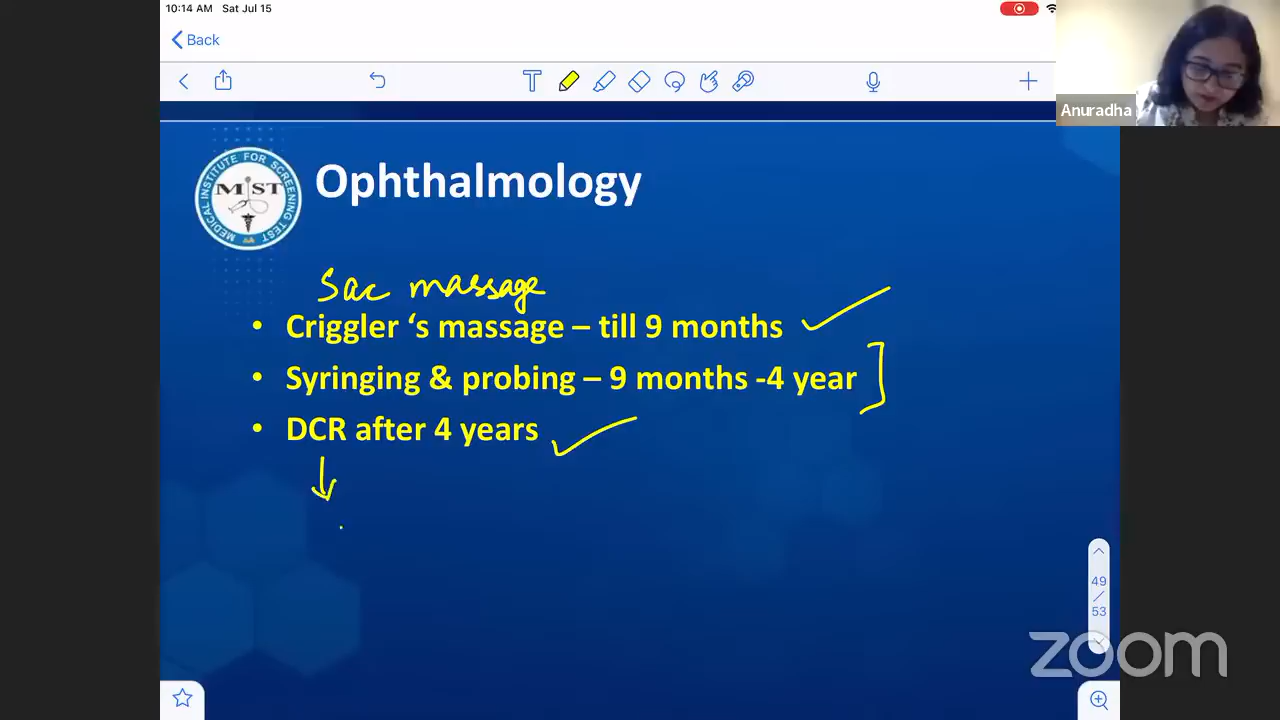 10:14 AM Sat Jul 15
Back
Anuradha
MEDICAL INSTITUTE FOR SCREENING TEST
MIST
Ophthalmology
Sac massage
• Criggler ‘s massage – till 9 months
• Syringing & probing – 9 months -4 year
• DCR after 4 years
49
/
53
zoom